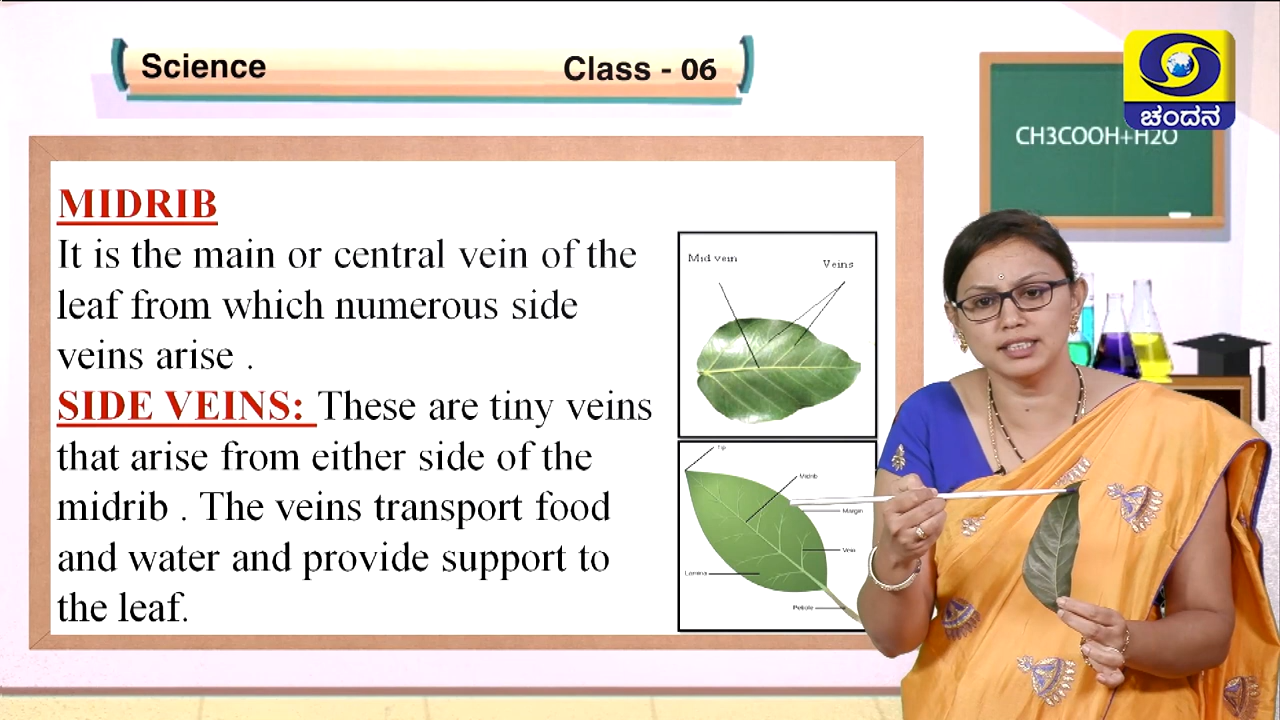 Science Class - 06
ಚಂದನ
CH3COOH+H2O
MIDRIB
It is the main or central vein of the
leaf from which numerous side
veins arise .
SIDE VEINS: These are tiny veins
that arise from either side of the
midrib . The veins transport food
and water and provide support to
the leaf.
Mid vein
Veins
Tip
Midrib
Margin
Vein
Lamina
Petiole